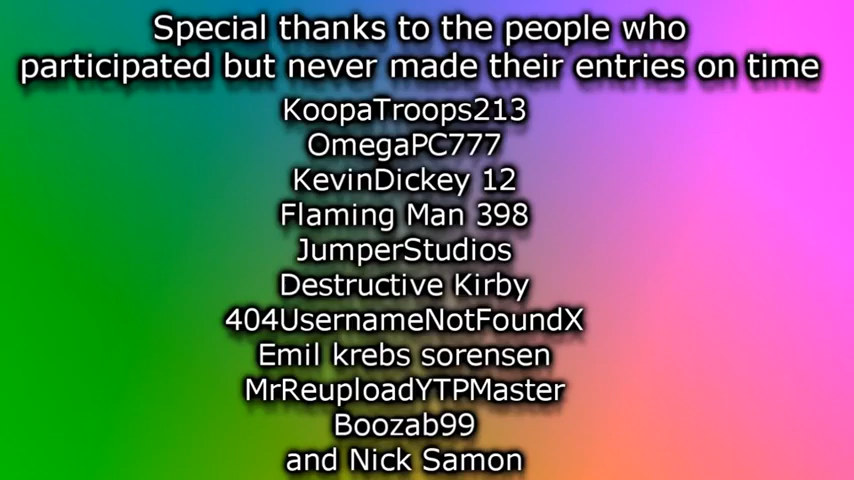 Special thanks to the people who
participated but never made their entries on time
KoopaTroops213
OmegaPC777
KevinDickey 12
Flaming Man 398
JumperStudios
Destructive Kirby
404UsernameNotFoundX
Emil krebs sorensen
MrReuploadYTPMaster
Boozab99
and Nick Samon